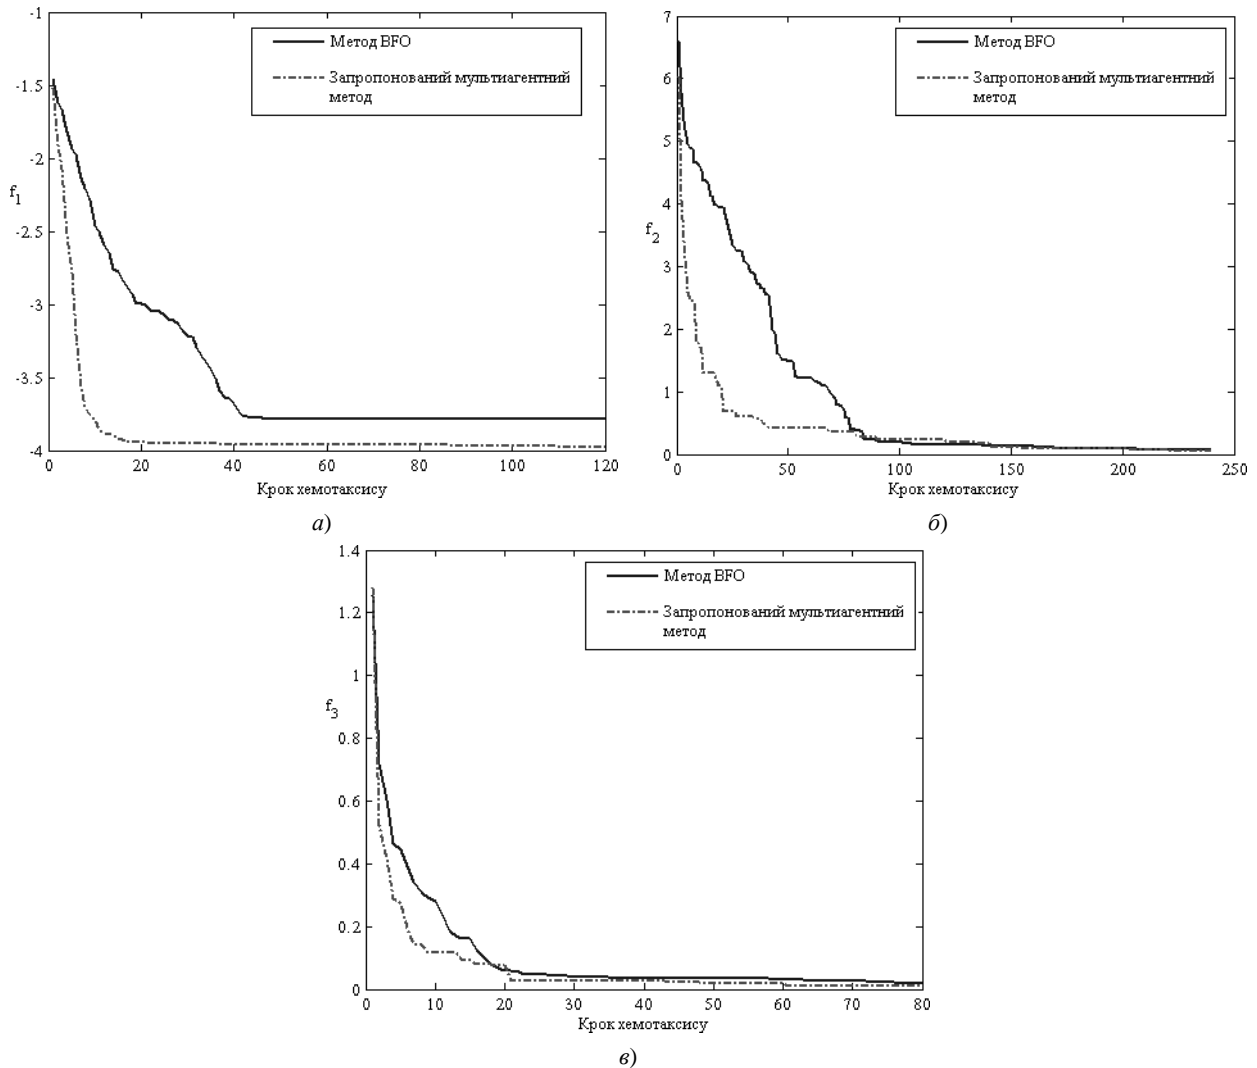 -1
-1.5
-2
-2.5
-3
-3.5
-4
f1
0 20 40 60 80 100 120
Крок хемотаксису
Метод BFO
Запропонований мультиагентний
метод
а)
7
6
5
4
3
2
1
0
f2
0 50 100 150 200 250
Крок хемотаксису
Метод BFO
Запропонований мультиагентний
метод
б)
1.4
1.2
1
0.8
0.6
0.4
0.2
0
f3
0 10 20 30 40 50 60 70 80
Крок хемотаксису
Метод BFO
Запропонований мультиагентний
метод
в)